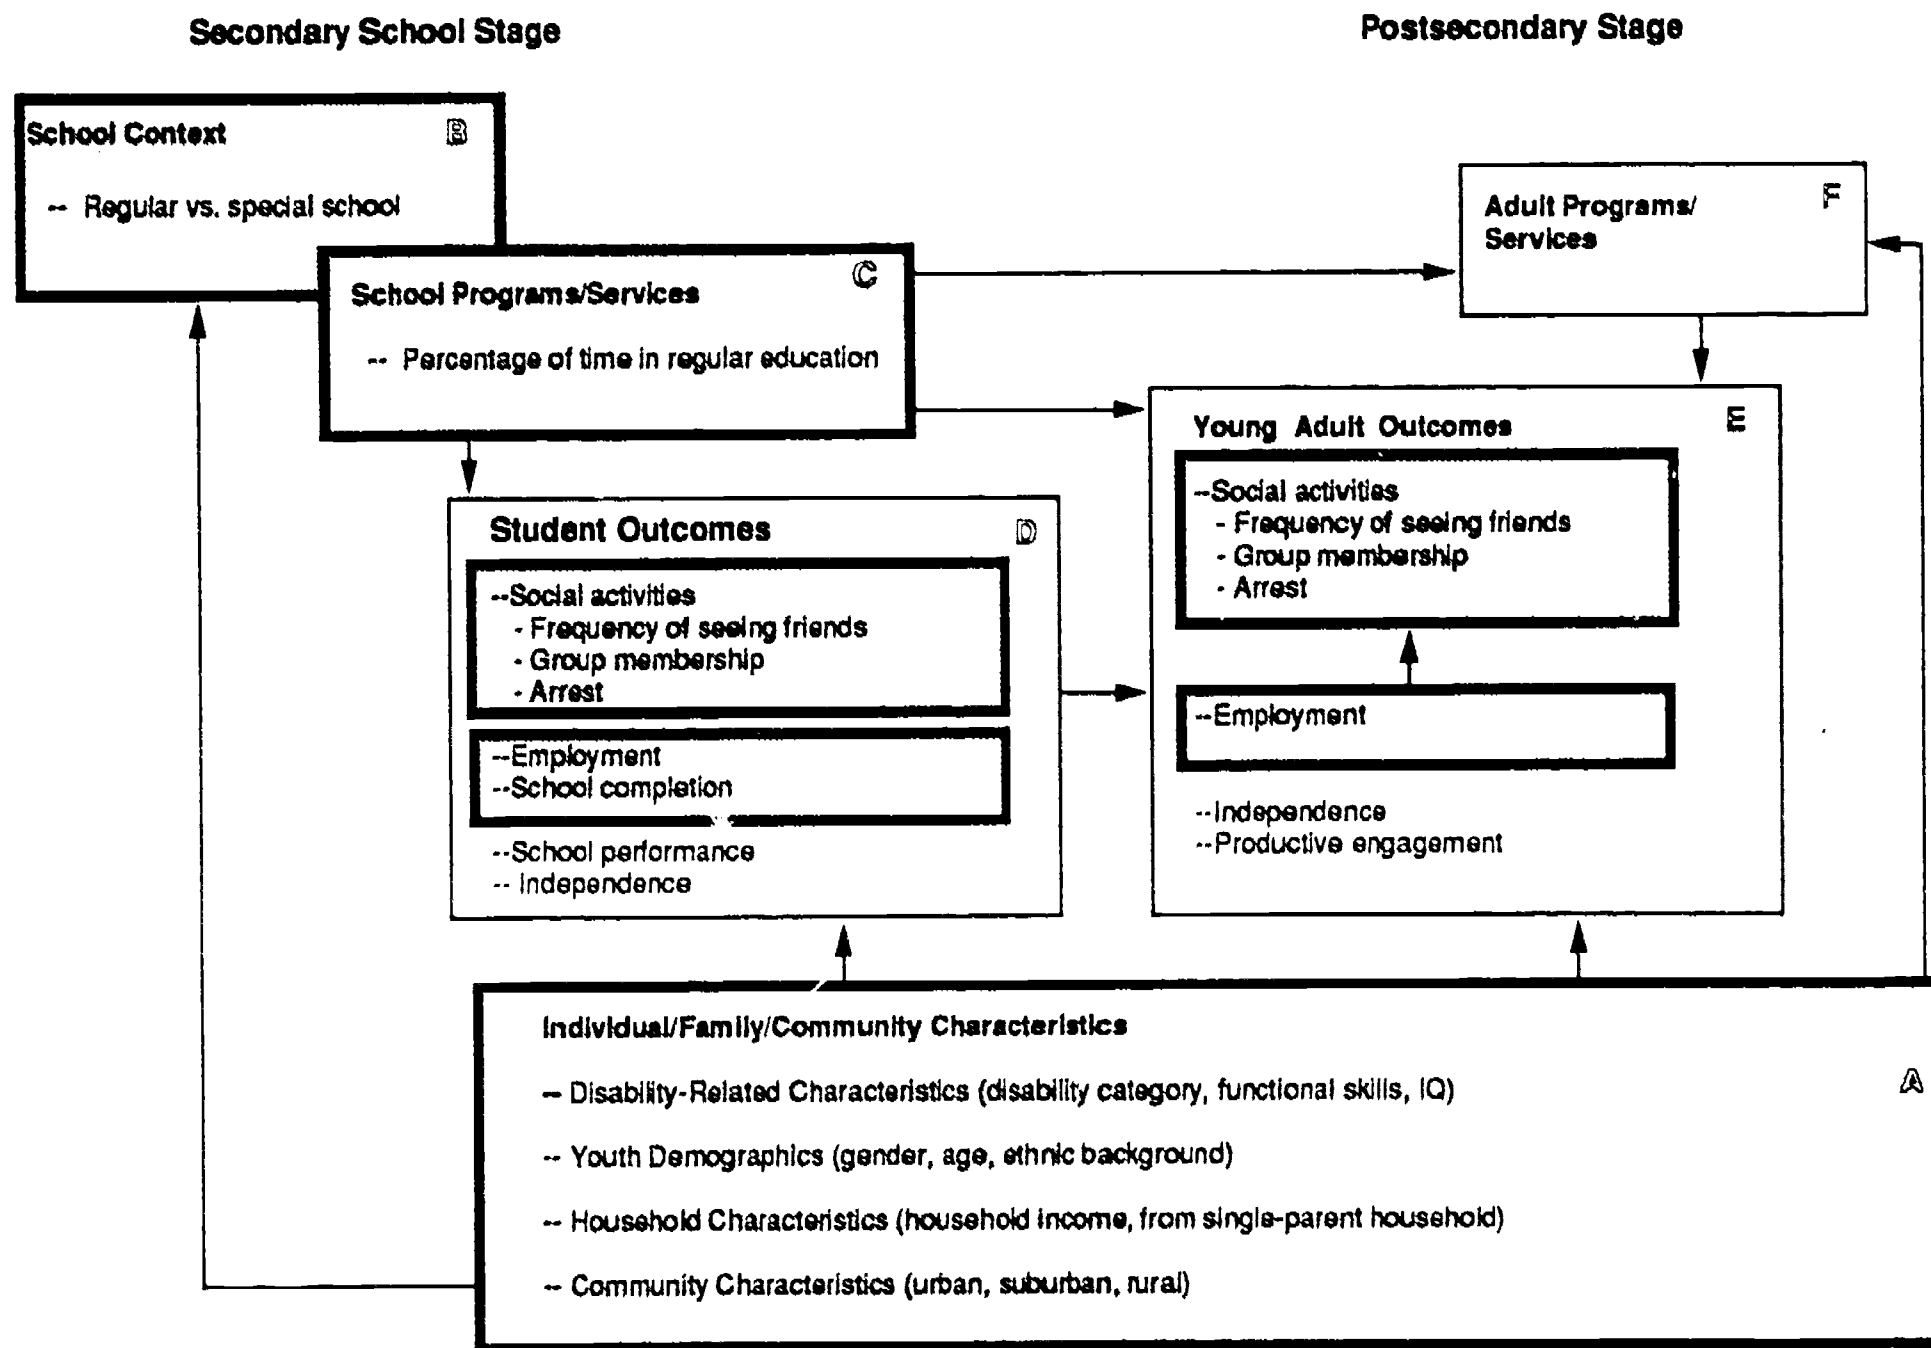 Secondary School Stage
Postsecondary Stage
School Context
B
-- Regular vs. special school
School Programs/Services
C
-- Percentage of time in regular education
Adult Programs/
Services
F
Student Outcomes
D
--Social activities
- Frequency of seeing friends
- Group membership
- Arrest
--Employment
--School completion
--School performance
-- Independence
Young Adult Outcomes
E
--Social activities
- Frequency of seeing friends
- Group membership
- Arrest
--Employment
--Independence
--Productive engagement
Individual/Family/Community Characteristics
A
-- Disability-Related Characteristics (disability category, functional skills, IQ)
-- Youth Demographics (gender, age, ethnic background)
-- Household Characteristics (household income, from single-parent household)
-- Community Characteristics (urban, suburban, rural)